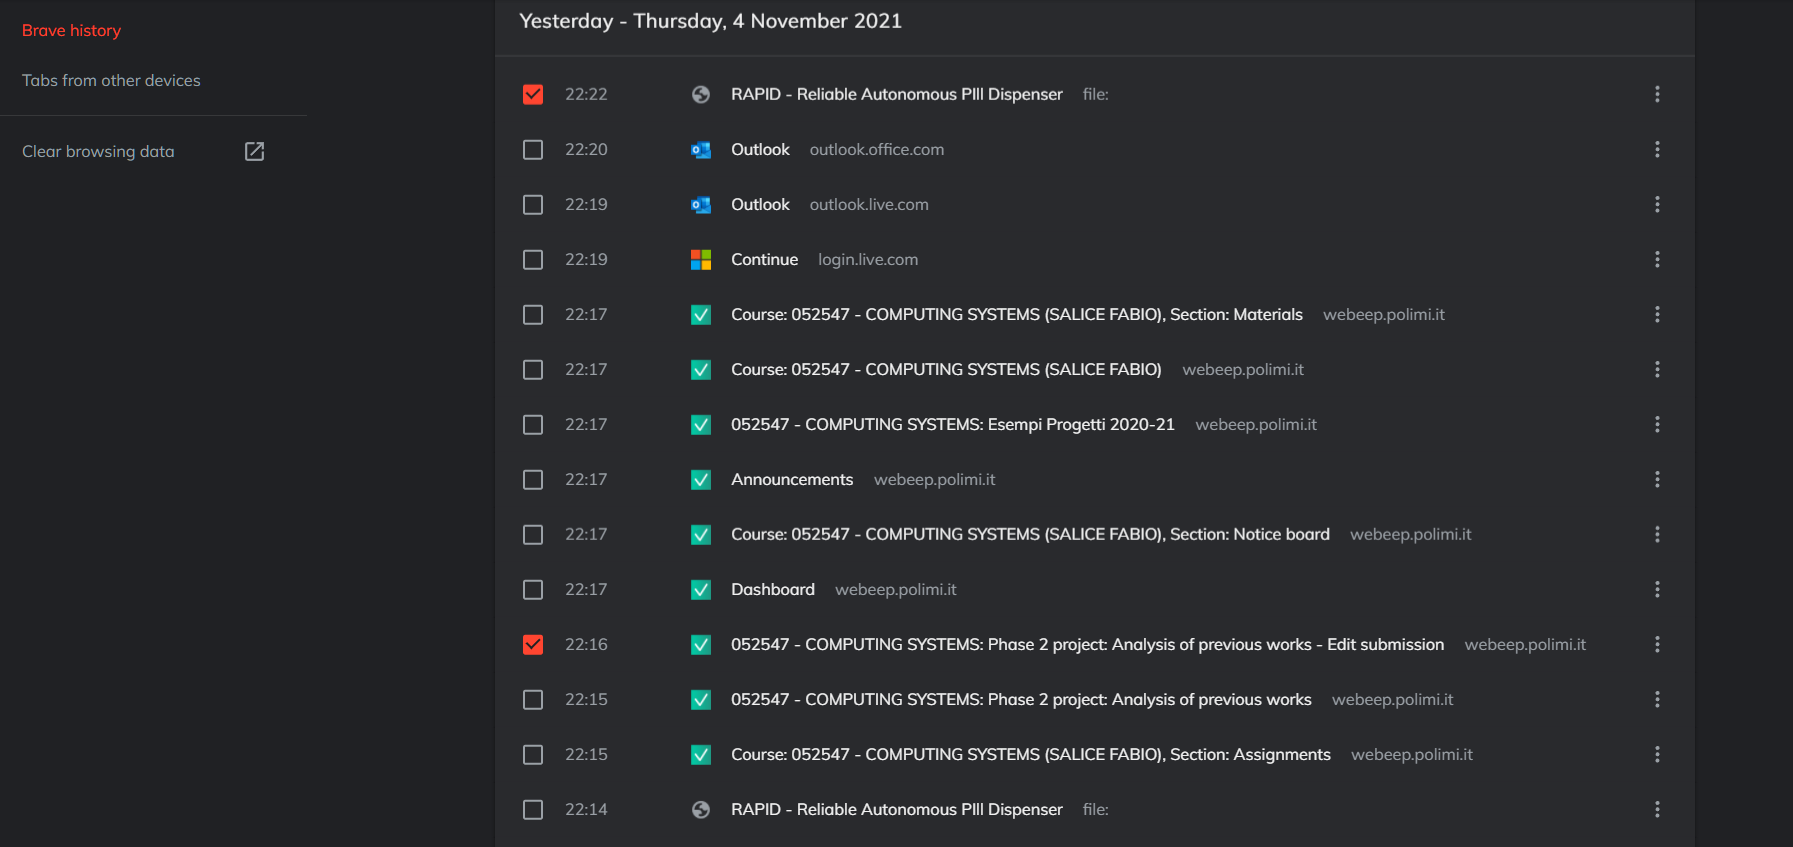 Brave history
Tabs from other devices
Clear browsing data
Yesterday - Thursday, 4 November 2021
22:22 RAPID - Reliable Autonomous PIll Dispenser file:
22:20 Outlook outlook.office.com
22:19 Outlook outlook.live.com
22:19 Continue login.live.com
22:17 Course: 052547 - COMPUTING SYSTEMS (SALICE FABIO), Section: Materials webeep.polimi.it
22:17 Course: 052547 - COMPUTING SYSTEMS (SALICE FABIO) webeep.polimi.it
22:17 052547 - COMPUTING SYSTEMS: Esempi Progetti 2020-21 webeep.polimi.it
22:17 Announcements webeep.polimi.it
22:17 Course: 052547 - COMPUTING SYSTEMS (SALICE FABIO), Section: Notice board webeep.polimi.it
22:17 Dashboard webeep.polimi.it
22:16 052547 - COMPUTING SYSTEMS: Phase 2 project: Analysis of previous works - Edit submission webeep.polimi.it
22:15 052547 - COMPUTING SYSTEMS: Phase 2 project: Analysis of previous works webeep.polimi.it
22:15 Course: 052547 - COMPUTING SYSTEMS (SALICE FABIO), Section: Assignments webeep.polimi.it
22:14 RAPID - Reliable Autonomous PIll Dispenser file: